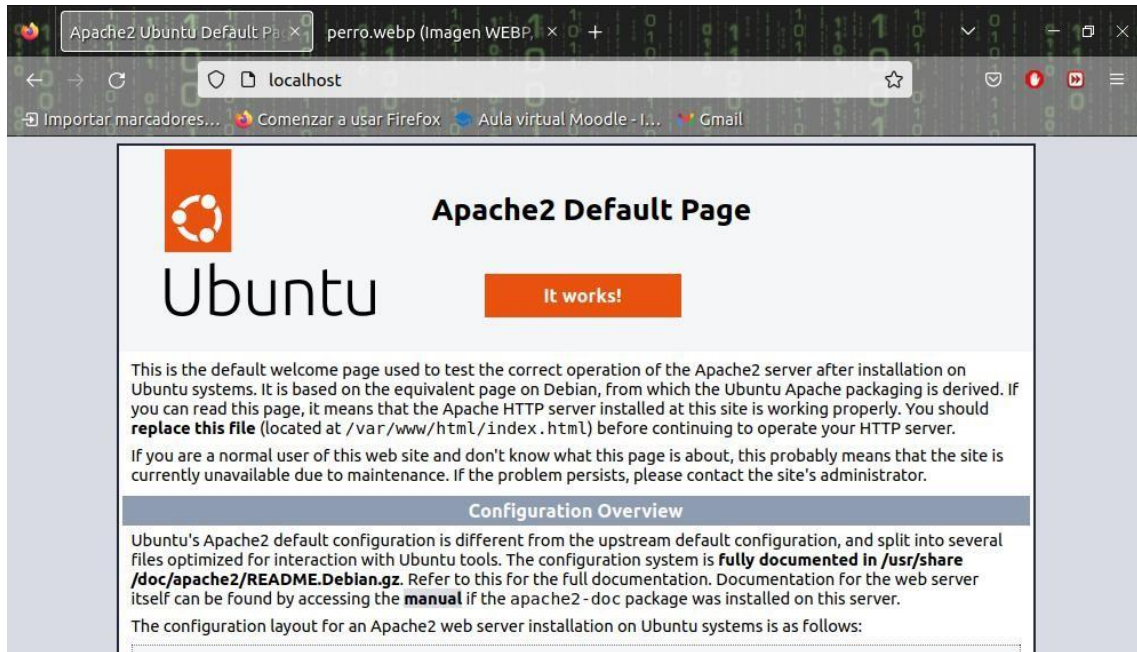 Apache2 Ubuntu Default Pa
perro.webp (Imagen WEBP,
localhost
Importar marcadores...
Comenzar a usar Firefox
Aula virtual Moodle - I...
Gmail
Apache2 Default Page
Ubuntu
It works!
This is the default welcome page used to test the correct operation of the Apache2 server after installation on
Ubuntu systems. It is based on the equivalent page on Debian, from which the Ubuntu Apache packaging is derived. If
you can read this page, it means that the Apache HTTP server installed at this site is working properly. You should
replace this file (located at /var/www/html/index.html) before continuing to operate your HTTP server.
If you are a normal user of this web site and don't know what this page is about, this probably means that the site is
currently unavailable due to maintenance. If the problem persists, please contact the site's administrator.
Configuration Overview
Ubuntu's Apache2 default configuration is different from the upstream default configuration, and split into several
files optimized for interaction with Ubuntu tools. The configuration system is fully documented in /usr/share
/doc/apache2/README.Debian.gz. Refer to this for the full documentation. Documentation for the web server
itself can be found by accessing the manual if the apache2-doc package was installed on this server.
The configuration layout for an Apache2 web server installation on Ubuntu systems is as follows: